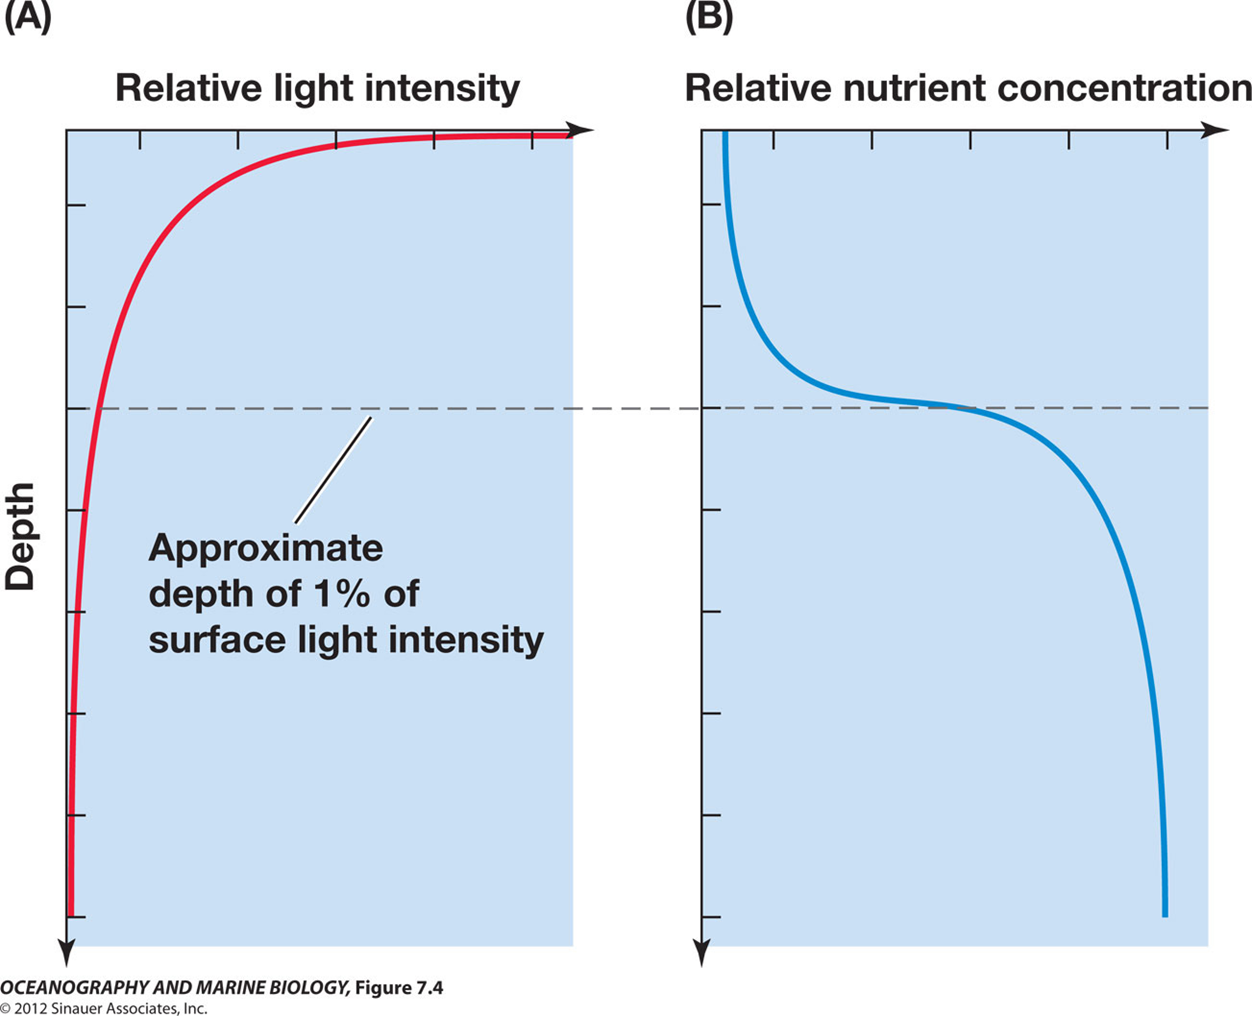 (A)
Relative light intensity
Depth
Approximate
depth of 1% of
surface light intensity
(B)
Relative nutrient concentration
OCEANOGRAPHY AND MARINE BIOLOGY, Figure 7.4
© 2012 Sinauer Associates, Inc.